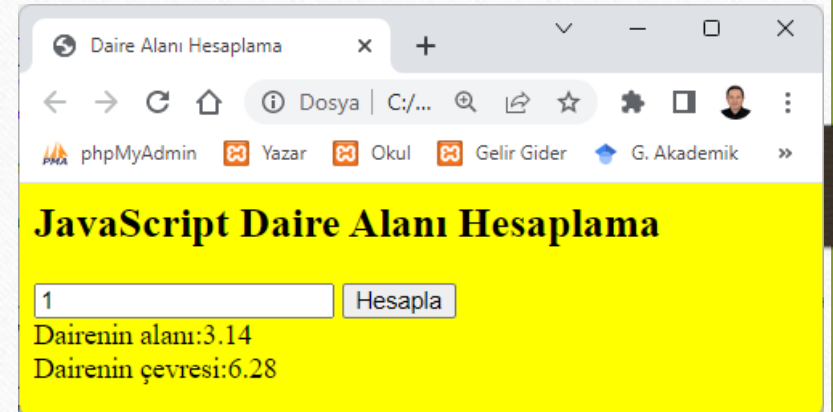 Daire Alanı Hesaplama
Dosya C:/...
PMA phpMyAdmin Yazar Okul Gelir Gider G. Akademik »
JavaScript Daire Alanı Hesaplama
1 Hesapla
Dairenin alanı:3.14
Dairenin çevresi:6.28